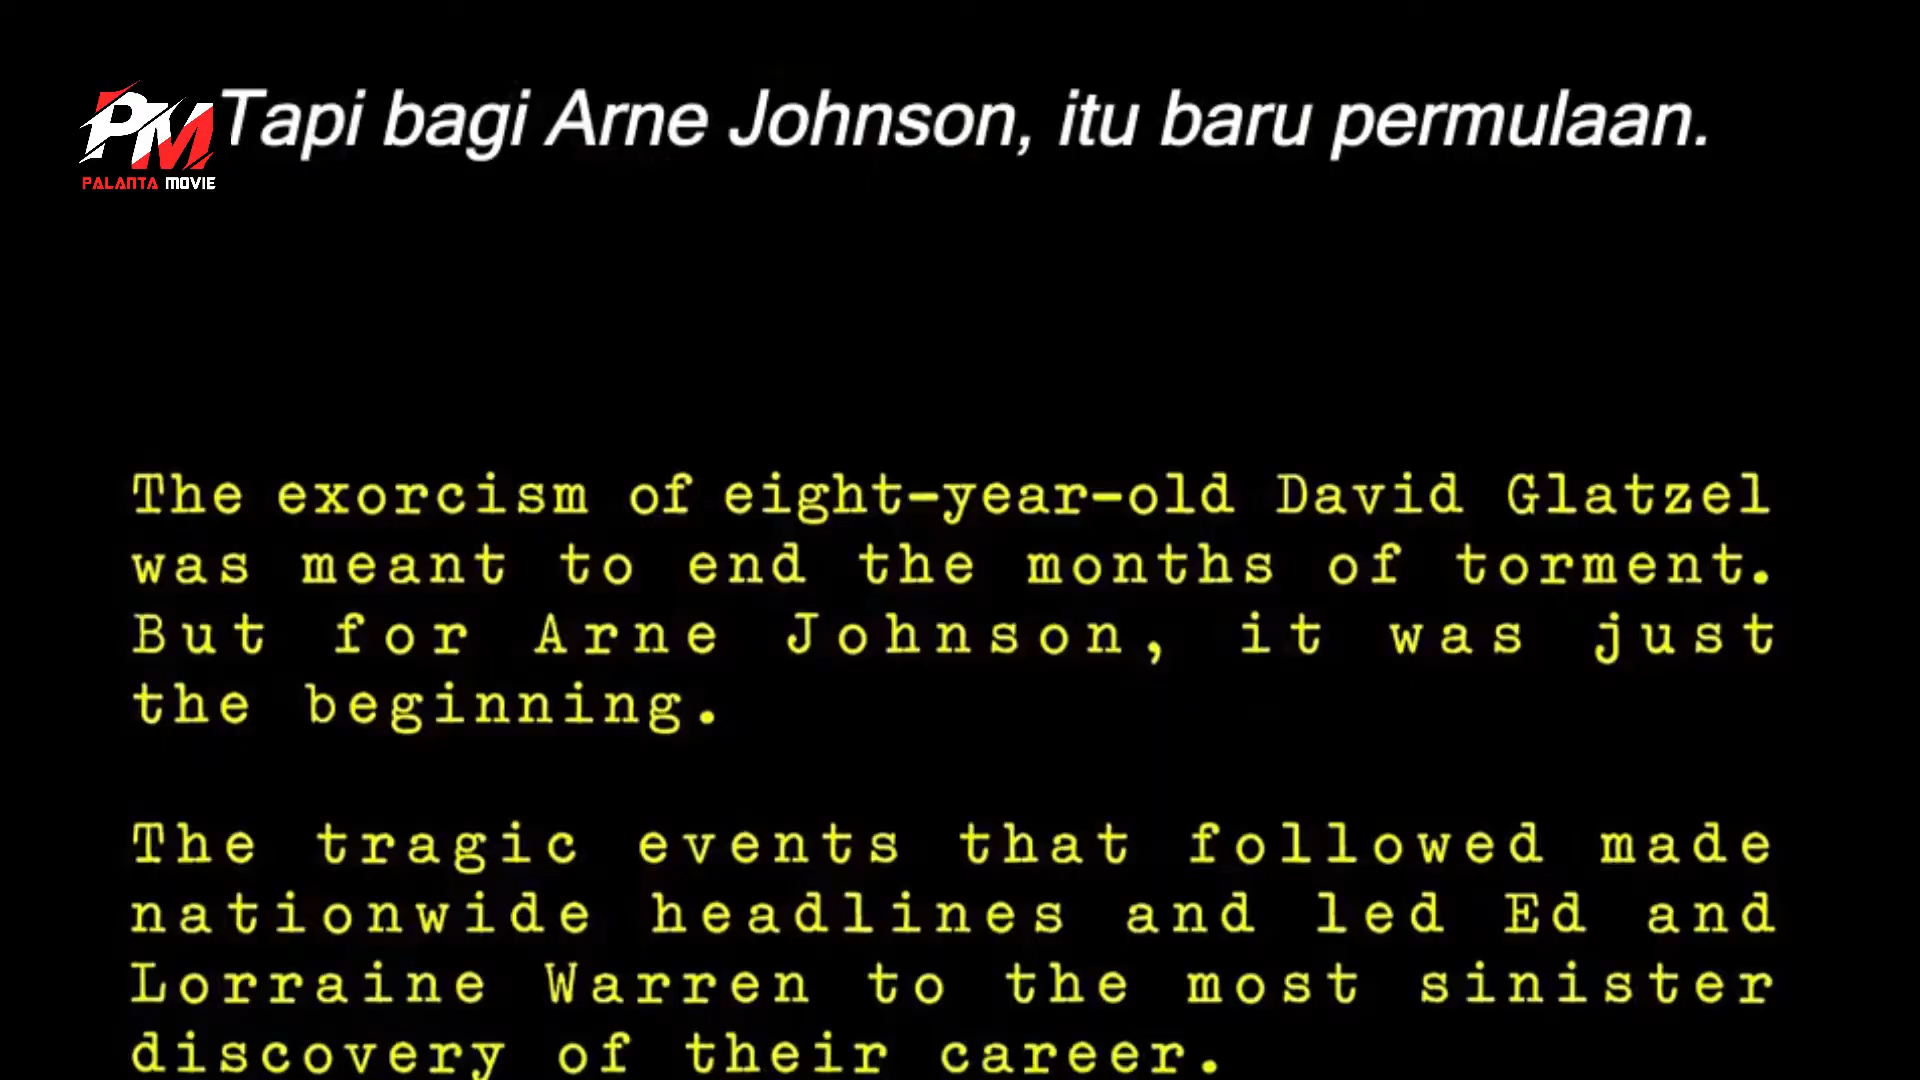 PM
PALANTA MOVIE
Tapi bagi Arne Johnson, itu baru permulaan.
The exorcism of eight-year-old David Glatzel
was meant to end the months of torment.
But for Arne Johnson, it was just
the beginning.
The tragic events that followed made
nationwide headlines and led Ed and
Lorraine Warren to the most sinister
discovery of their career.